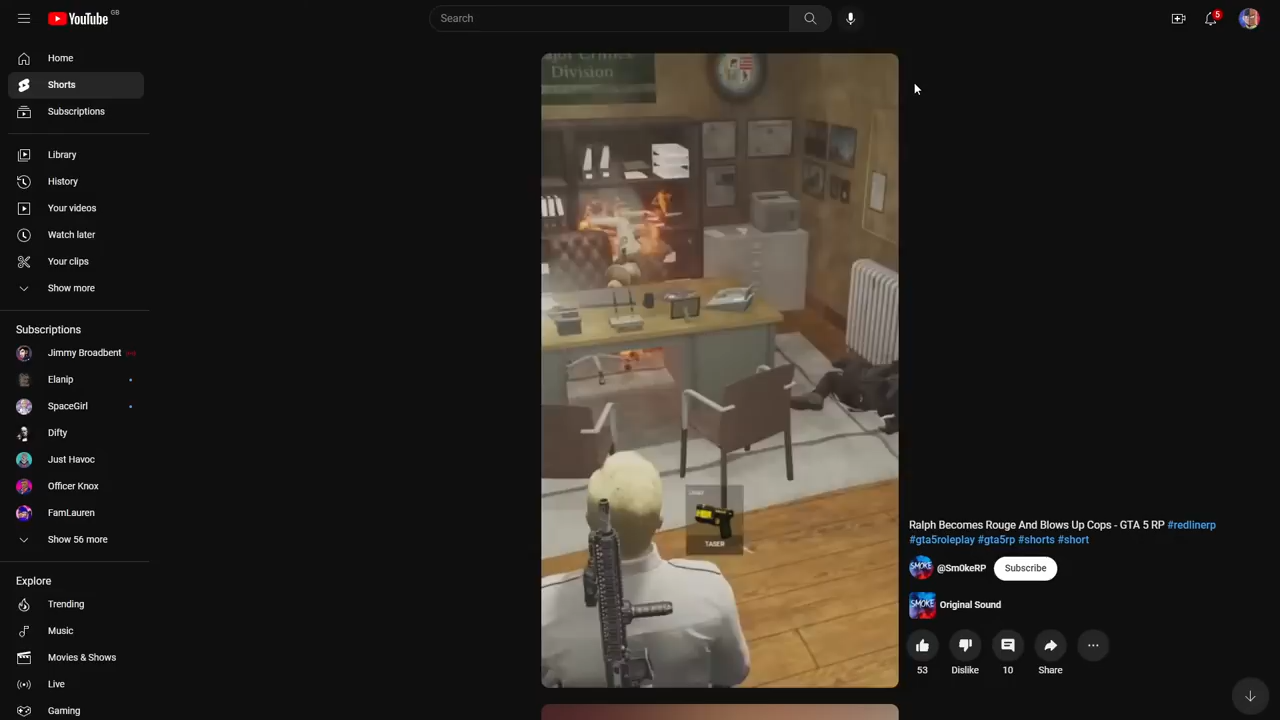 YouTube GB
Search
5
Home
Shorts
Subscriptions
Library
History
Your videos
Watch later
Your clips
Show more
Subscriptions
Jimmy Broadbent
Elanip
SpaceGirl
Difty
Just Havoc
Officer Knox
FamLauren
Show 56 more
Explore
Trending
Music
Movies & Shows
Live
Gaming
Major Crimes
Division
TASER
Ralph Becomes Rouge And Blows Up Cops - GTA 5 RP #redlinerp
#gta5roleplay #gta5rp #shorts #short
SMOKE
@Sm0keRP
Subscribe
SMOKE
Original Sound
53
Dislike
10
Share